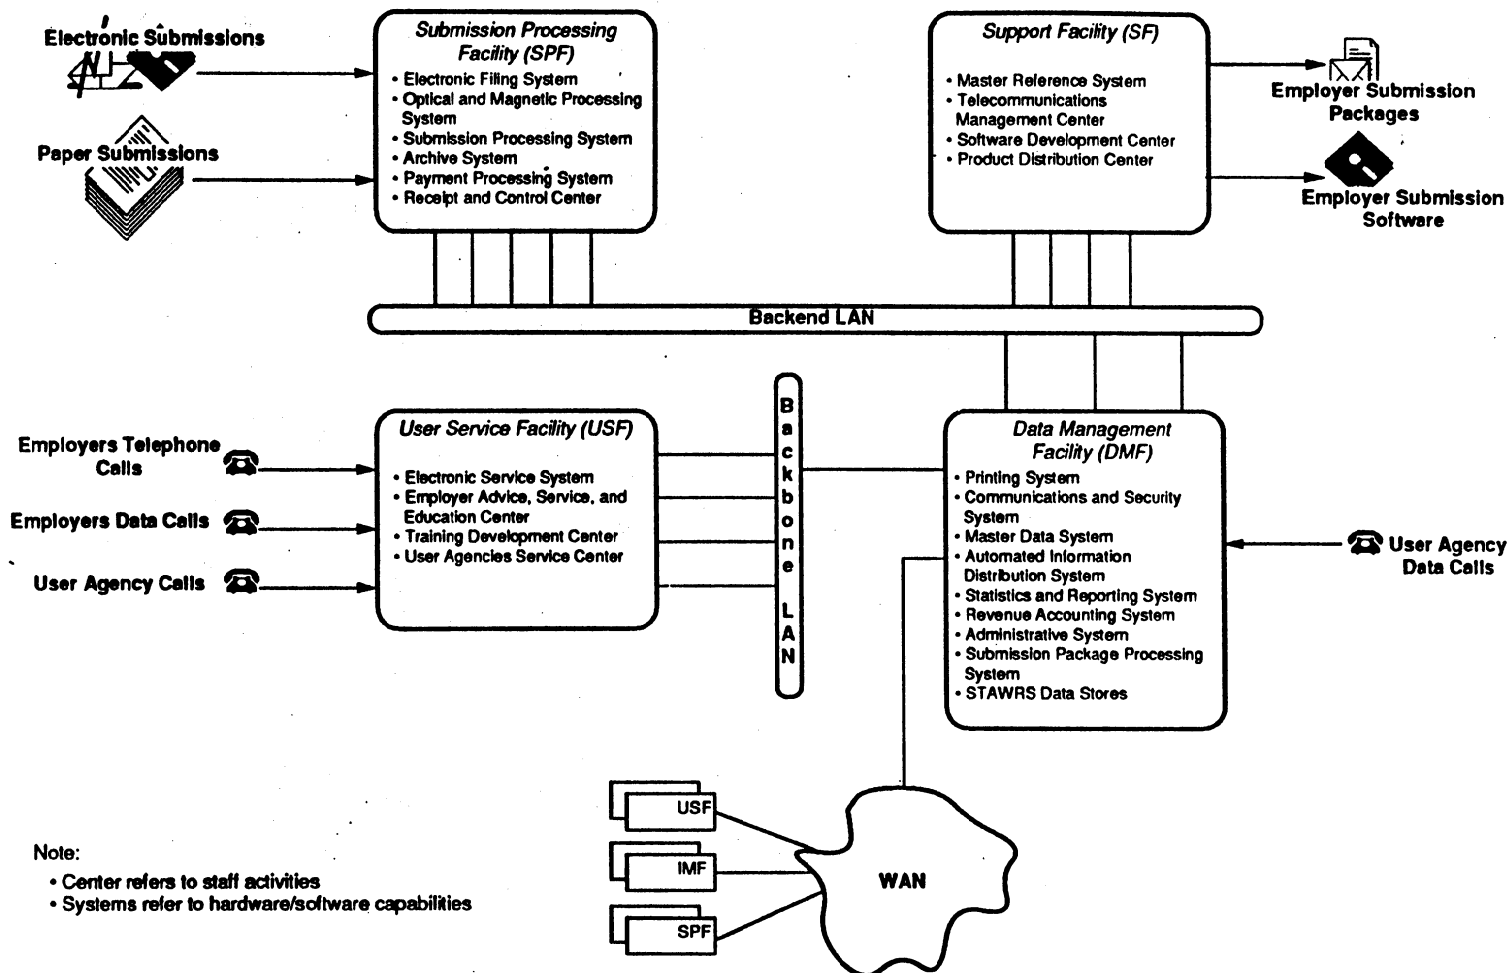 Electronic Submissions
Paper Submissions
Submission Processing
Facility (SPF)
• Electronic Filing System
• Optical and Magnetic Processing
System
• Submission Processing System
• Archive System
• Payment Processing System
• Receipt and Control Center
Support Facility (SF)
• Master Reference System
• Telecommunications
Management Center
• Software Development Center
• Product Distribution Center
Employer Submission
Packages
Employer Submission
Software
Backend LAN
Employers Telephone
Calls
Employers Data Calls
User Agency Calls
User Service Facility (USF)
• Electronic Service System
• Employer Advice, Service, and
Education Center
• Training Development Center
• User Agencies Service Center
Backbone LAN
Data Management
Facility (DMF)
• Printing System
• Communications and Security
System
• Master Data System
• Automated Information
Distribution System
• Statistics and Reporting System
• Revenue Accounting System
• Administrative System
• Submission Package Processing
System
• STAWRS Data Stores
User Agency
Data Calls
USF
IMF
SPF
WAN
Note:
• Center refers to staff activities
• Systems refer to hardware/software capabilities